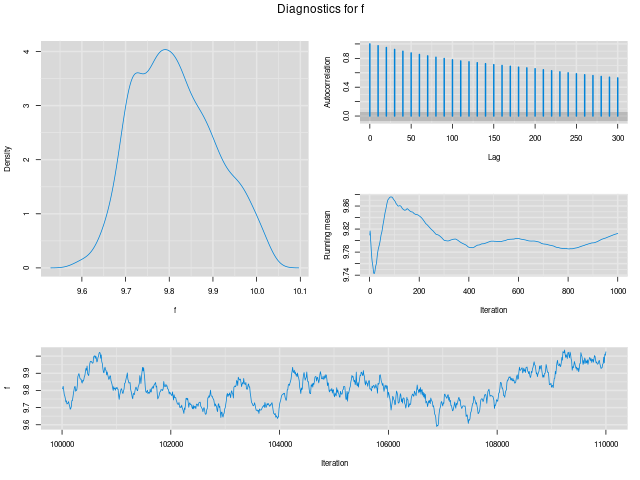 Diagnostics for f
Density
0 1 2 3 4
9.6 9.7 9.8 9.9 10.0 10.1
f
Autocorrelation
0.0 0.4 0.8
0 50 100 150 200 250 300
Lag
Running mean
9.74 9.78 9.82 9.86
0 200 400 600 800 1000
Iteration
f
9.6 9.7 9.8 9.9
100000 102000 104000 106000 108000 110000
Iteration